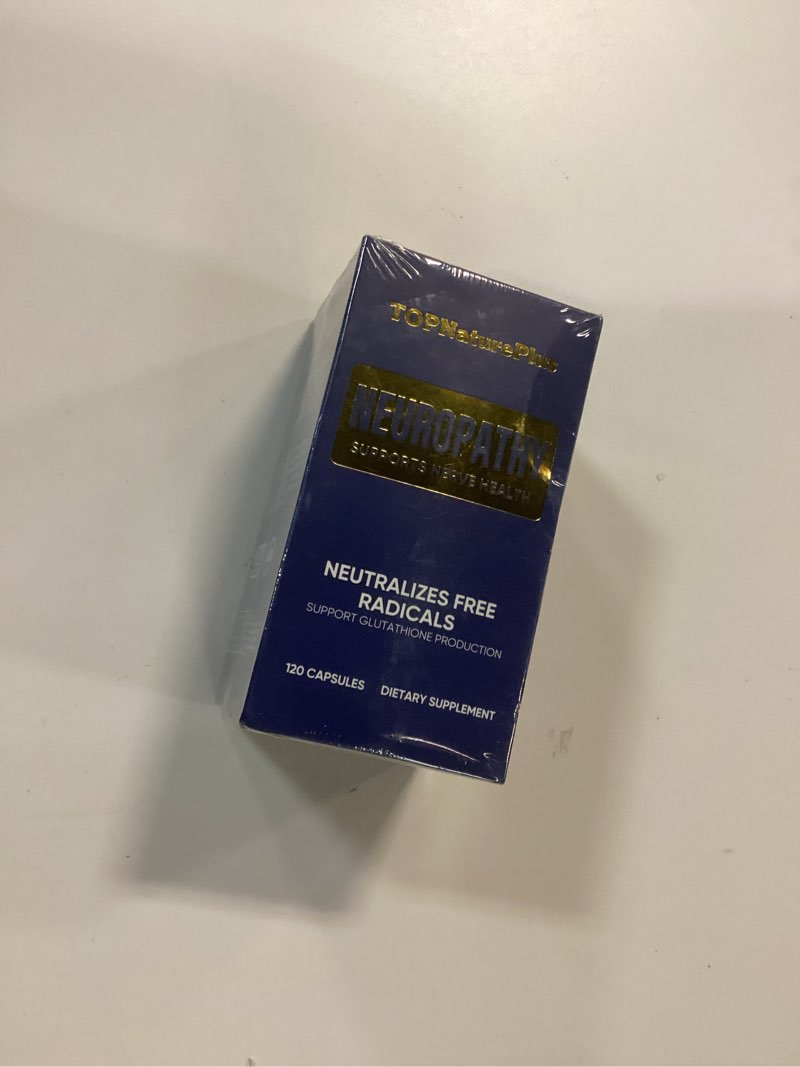 TOPNaturePlus
NEUROPATHY
SUPPORTS NERVE HEALTH
NEUTRALIZES FREE
RADICALS
SUPPORT GLUTATHIONE PRODUCTION
120 CAPSULES DIETARY SUPPLEMENT